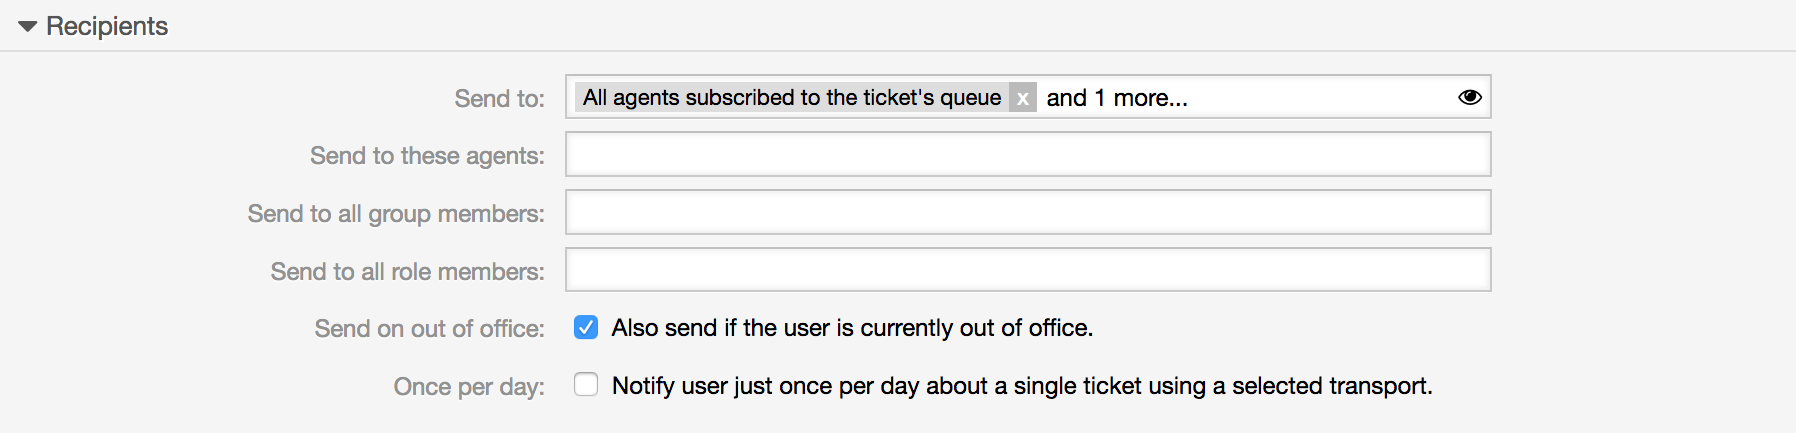 Recipients
Send to: All agents subscribed to the ticket's queue x and 1 more...
Send to these agents:
Send to all group members:
Send to all role members:
Send on out of office: Also send if the user is currently out of office.
Once per day: Notify user just once per day about a single ticket using a selected transport.